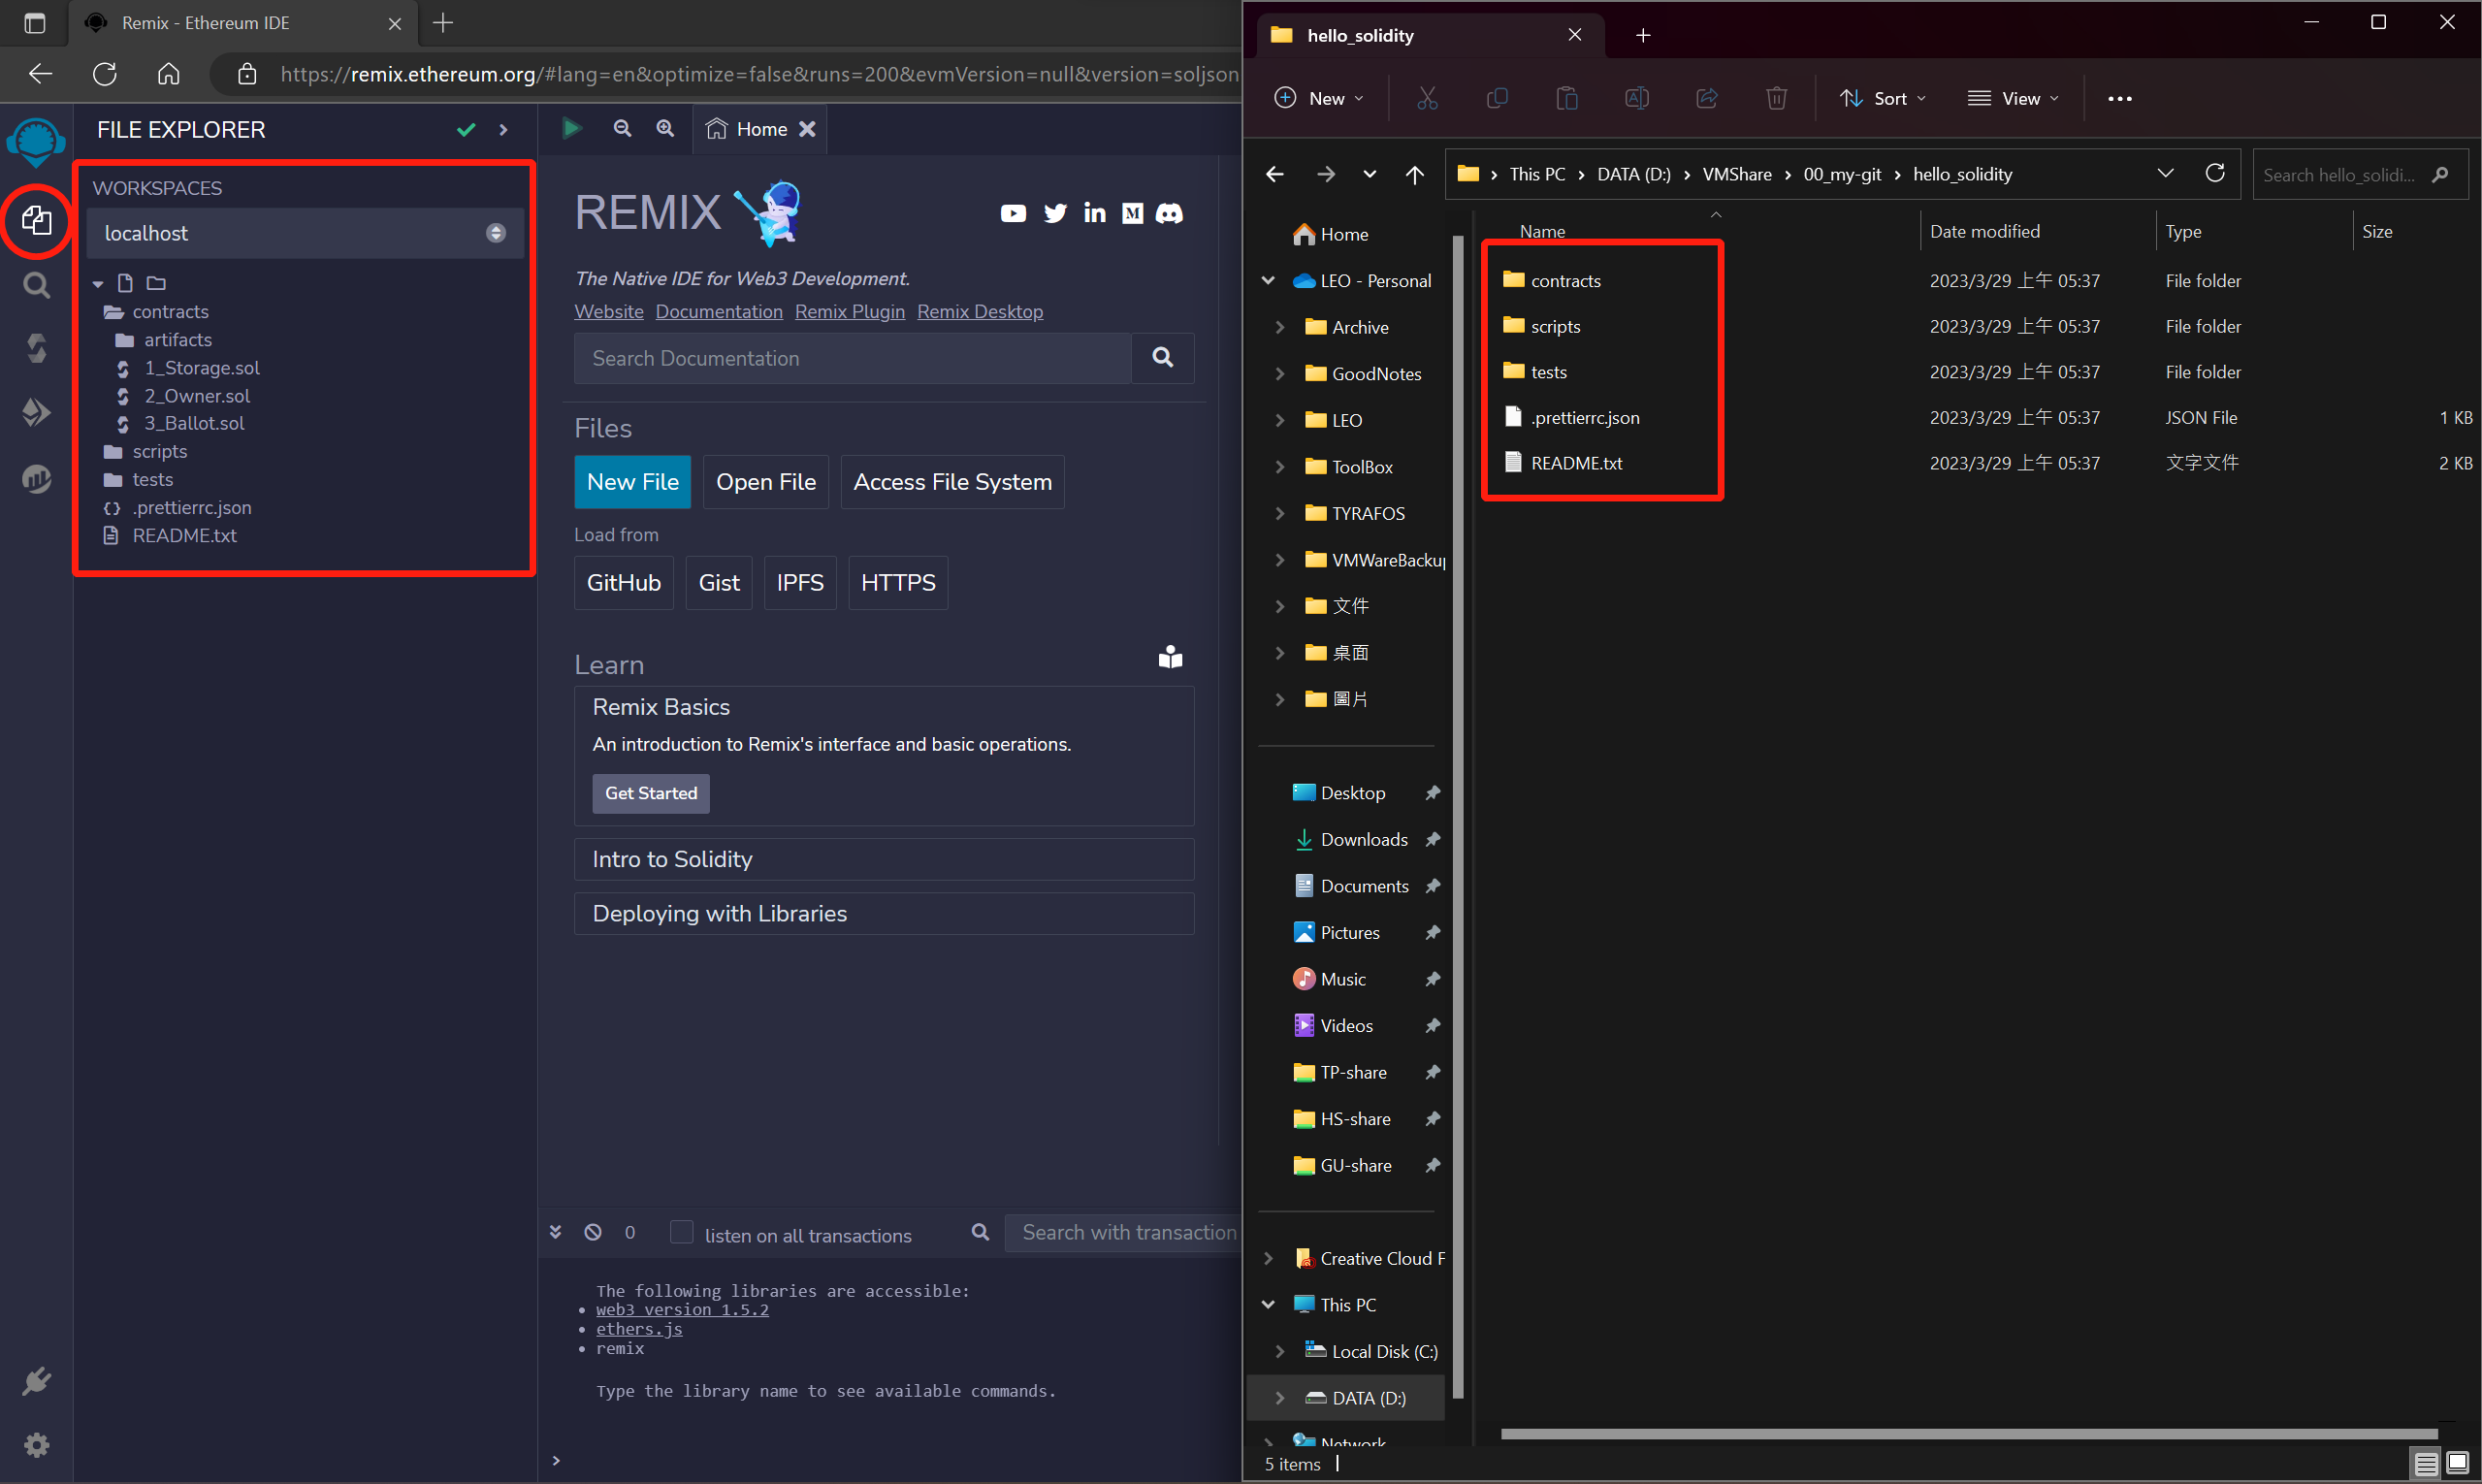 Remix - Ethereum IDE
https://remix.ethereum.org/#lang=en&optimize=false&runs=200&evmVersion=null&version=soljson
FILE EXPLORER
WORKSPACES
localhost
contracts
artifacts
1_Storage.sol
2_Owner.sol
3_Ballot.sol
scripts
tests
.prettierrc.json
README.txt
Home
REMIX
The Native IDE for Web3 Development.
Website Documentation Remix Plugin Remix Desktop
Search Documentation
Files
New File Open File Access File System
Load from
GitHub Gist IPFS HTTPS
Learn
Remix Basics
An introduction to Remix's interface and basic operations.
Get Started
Intro to Solidity
Deploying with Libraries
0 listen on all transactions Search with transaction
The following libraries are accessible:
• web3 version 1.5.2
• ethers.js
• remix
Type the library name to see available commands.
>
hello_solidity
New Sort View
This PC > DATA (D:) > VMShare > 00_my-git > hello_solidity
Search hello_solidi...
Home
LEO - Personal
Archive
GoodNotes
LEO
ToolBox
TYRAFOS
VMWareBackup
文件
桌面
圖片
Desktop
Downloads
Documents
Pictures
Music
Videos
TP-share
HS-share
GU-share
Creative Cloud F
This PC
Local Disk (C:)
DATA (D:)
Network
Name Date modified Type Size
contracts 2023/3/29 上午 05:37 File folder
scripts 2023/3/29 上午 05:37 File folder
tests 2023/3/29 上午 05:37 File folder
.prettierrc.json 2023/3/29 上午 05:37 JSON File 1 KB
README.txt 2023/3/29 上午 05:37 文字文件 2 KB
5 items